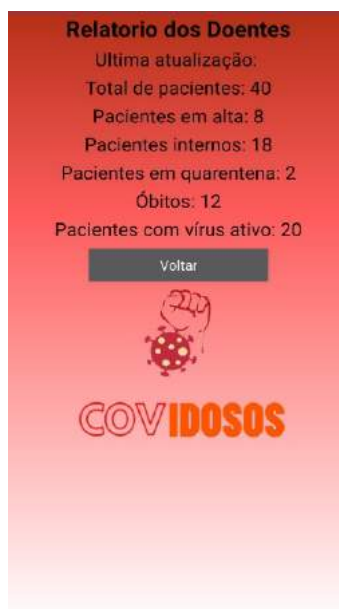 Relatorio dos Doentes
Ultima atualização:
Total de pacientes: 40
Pacientes em alta: 8
Pacientes internos: 18
Pacientes em quarentena: 2
Óbitos: 12
Pacientes com vírus ativo: 20
Voltar
COVIDOSOS